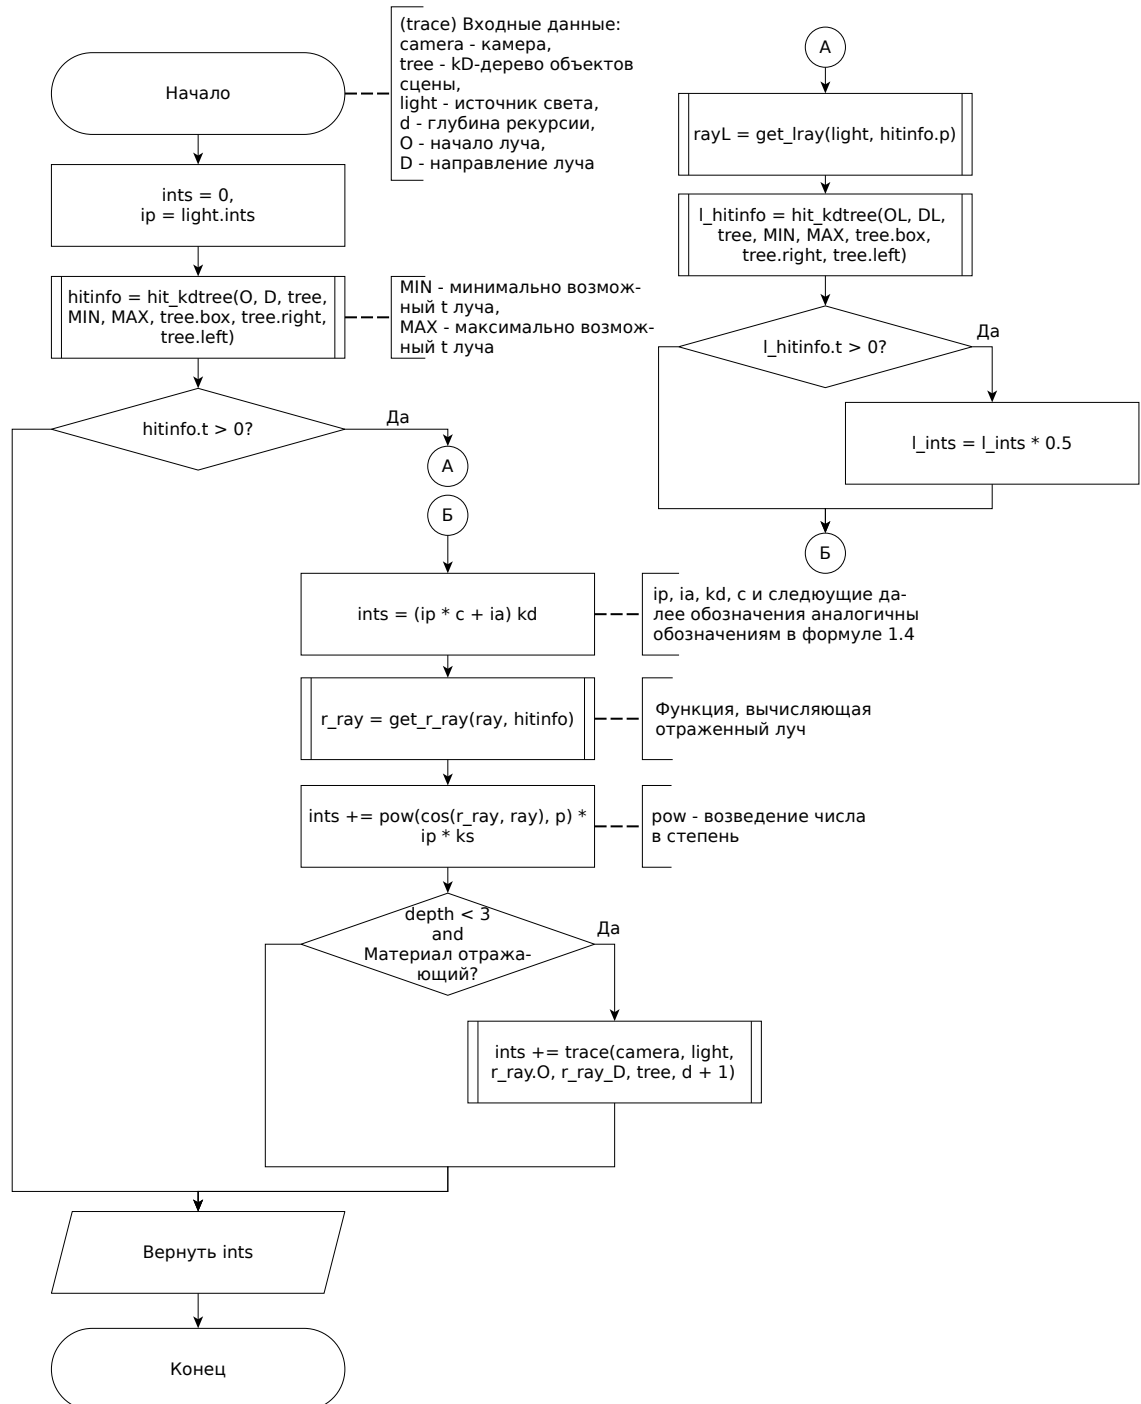 Начало
(trace) Входные данные:
camera - камера,
tree - kD-дерево объектов
сцены,
light - источник света,
d - глубина рекурсии,
O - начало луча,
D - направление луча
ints = 0,
ip = light.ints
hitinfo = hit_kdtree(O, D, tree,
MIN, MAX, tree.box, tree.right,
tree.left)
MIN - минимально возмож-
ный t луча,
MAX - максимально возмож-
ный t луча
hitinfo.t > 0?
Да
А
А
rayL = get_lray(light, hitinfo.p)
l_hitinfo = hit_kdtree(OL, DL,
tree, MIN, MAX, tree.box,
tree.right, tree.left)
l_hitinfo.t > 0?
Да
l_ints = l_ints * 0.5
Б
Б
ints = (ip * c + ia) kd
ip, ia, kd, c и следюущие да-
лее обозначения аналогичны
обозначениям в формуле 1.4
r_ray = get_r_ray(ray, hitinfo)
Функция, вычисляющая
отраженный луч
ints += pow(cos(r_ray, ray), p) *
ip * ks
pow - возведение числа
в степень
depth < 3
and
Материал отража-
ющий?
Да
ints += trace(camera, light,
r_ray.O, r_ray_D, tree, d + 1)
Вернуть ints
Конец